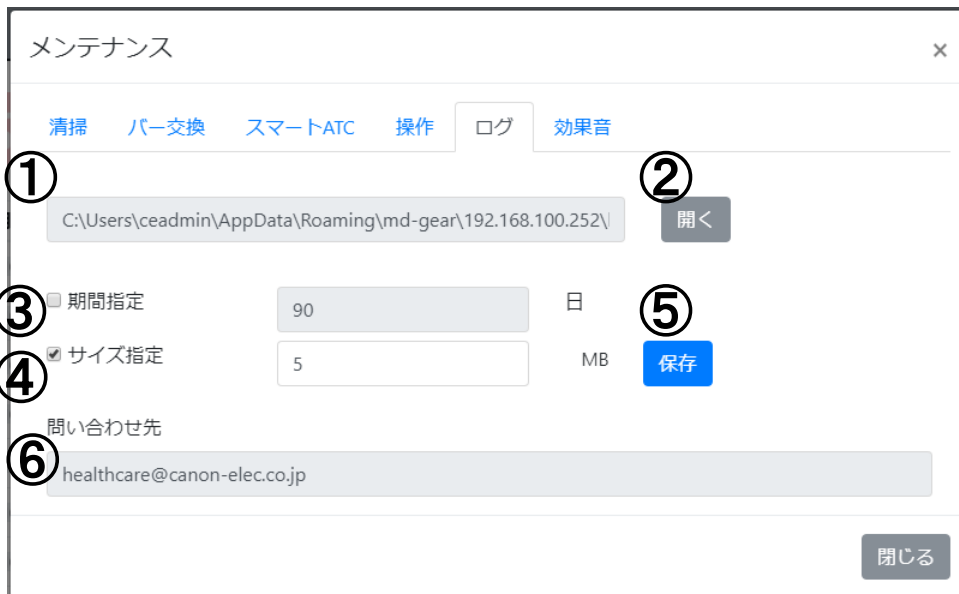 メンテナンス ×
清掃 バー交換 スマートATC 操作 ログ 効果音
① ②
C:\Users\ceadmin\AppData\Roaming\md-gear\192.168.100.252\ 開く
③ 期間指定 90 日 ⑤
④ サイズ指定 5 MB 保存
問い合わせ先
⑥ healthcare@canon-elec.co.jp
閉じる